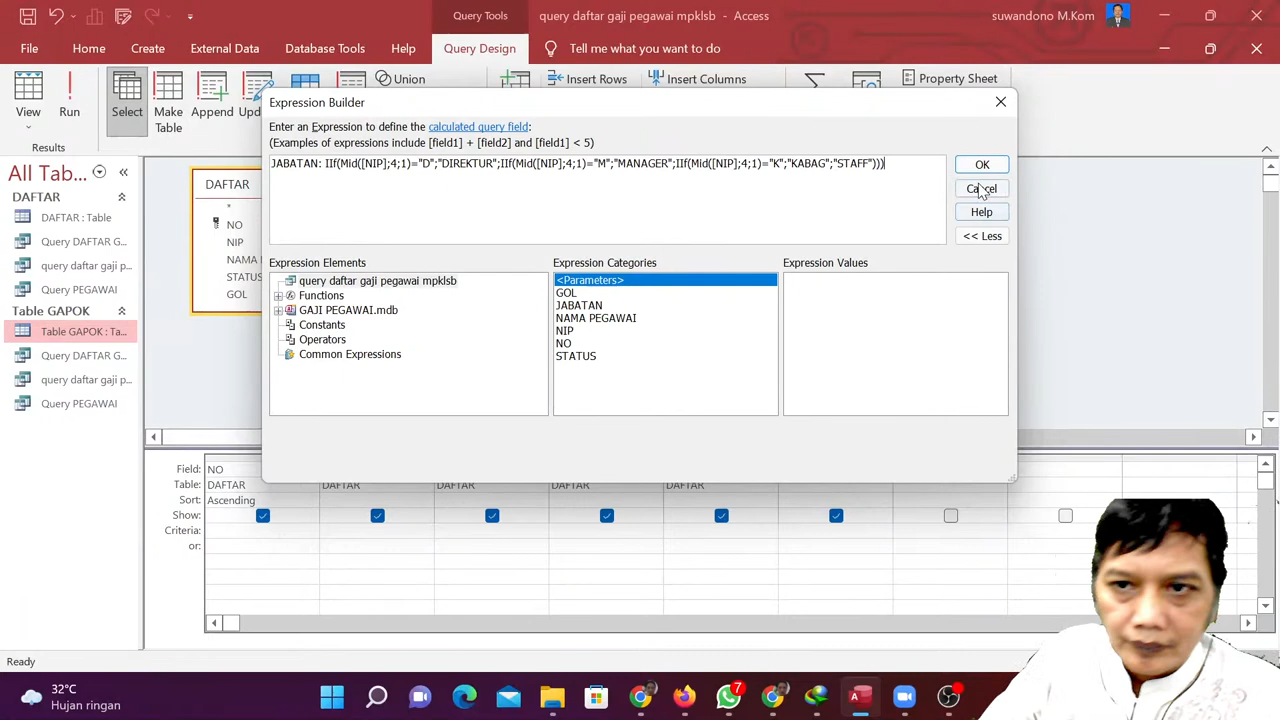 Query Tools
query daftar gaji pegawai mpklsb - Access
suwandono M.Kom
File
Home
Create
External Data
Database Tools
Help
Query Design
Tell me what you want to do
View
Run
Select
Make Table
Append
Upd
Union
Insert Rows
Insert Columns
Property Sheet
Results
Expression Builder
Enter an Expression to define the calculated query field:
(Examples of expressions include [field1] + [field2] and [field1] < 5)
JABATAN: IIf(Mid([NIP];4;1)="D";"DIREKTUR";IIf(Mid([NIP];4;1)="M";"MANAGER";IIf(Mid([NIP];4;1)="K";"KABAG";"STAFF")))
OK
Cancel
Help
<< Less
Expression Elements
query daftar gaji pegawai mpklsb
Functions
GAJI PEGAWAI.mdb
Constants
Operators
Common Expressions
Expression Categories
<Parameters>
GOL
JABATAN
NAMA PEGAWAI
NIP
NO
STATUS
Expression Values
All Tab...
DAFTAR
DAFTAR : Table
Query DAFTAR G...
query daftar gaji p...
Query PEGAWAI
Table GAPOK
Table GAPOK : Ta...
Query DAFTAR G...
query daftar gaji p...
Query PEGAWAI
DAFTAR
*
NO
NIP
NAMA
STATUS
GOL
Field: NO
Table: DAFTAR DAFTAR DAFTAR DAFTAR DAFTAR
Sort: Ascending
Show:
Criteria:
or:
Ready
32°C
Hujan ringan
7